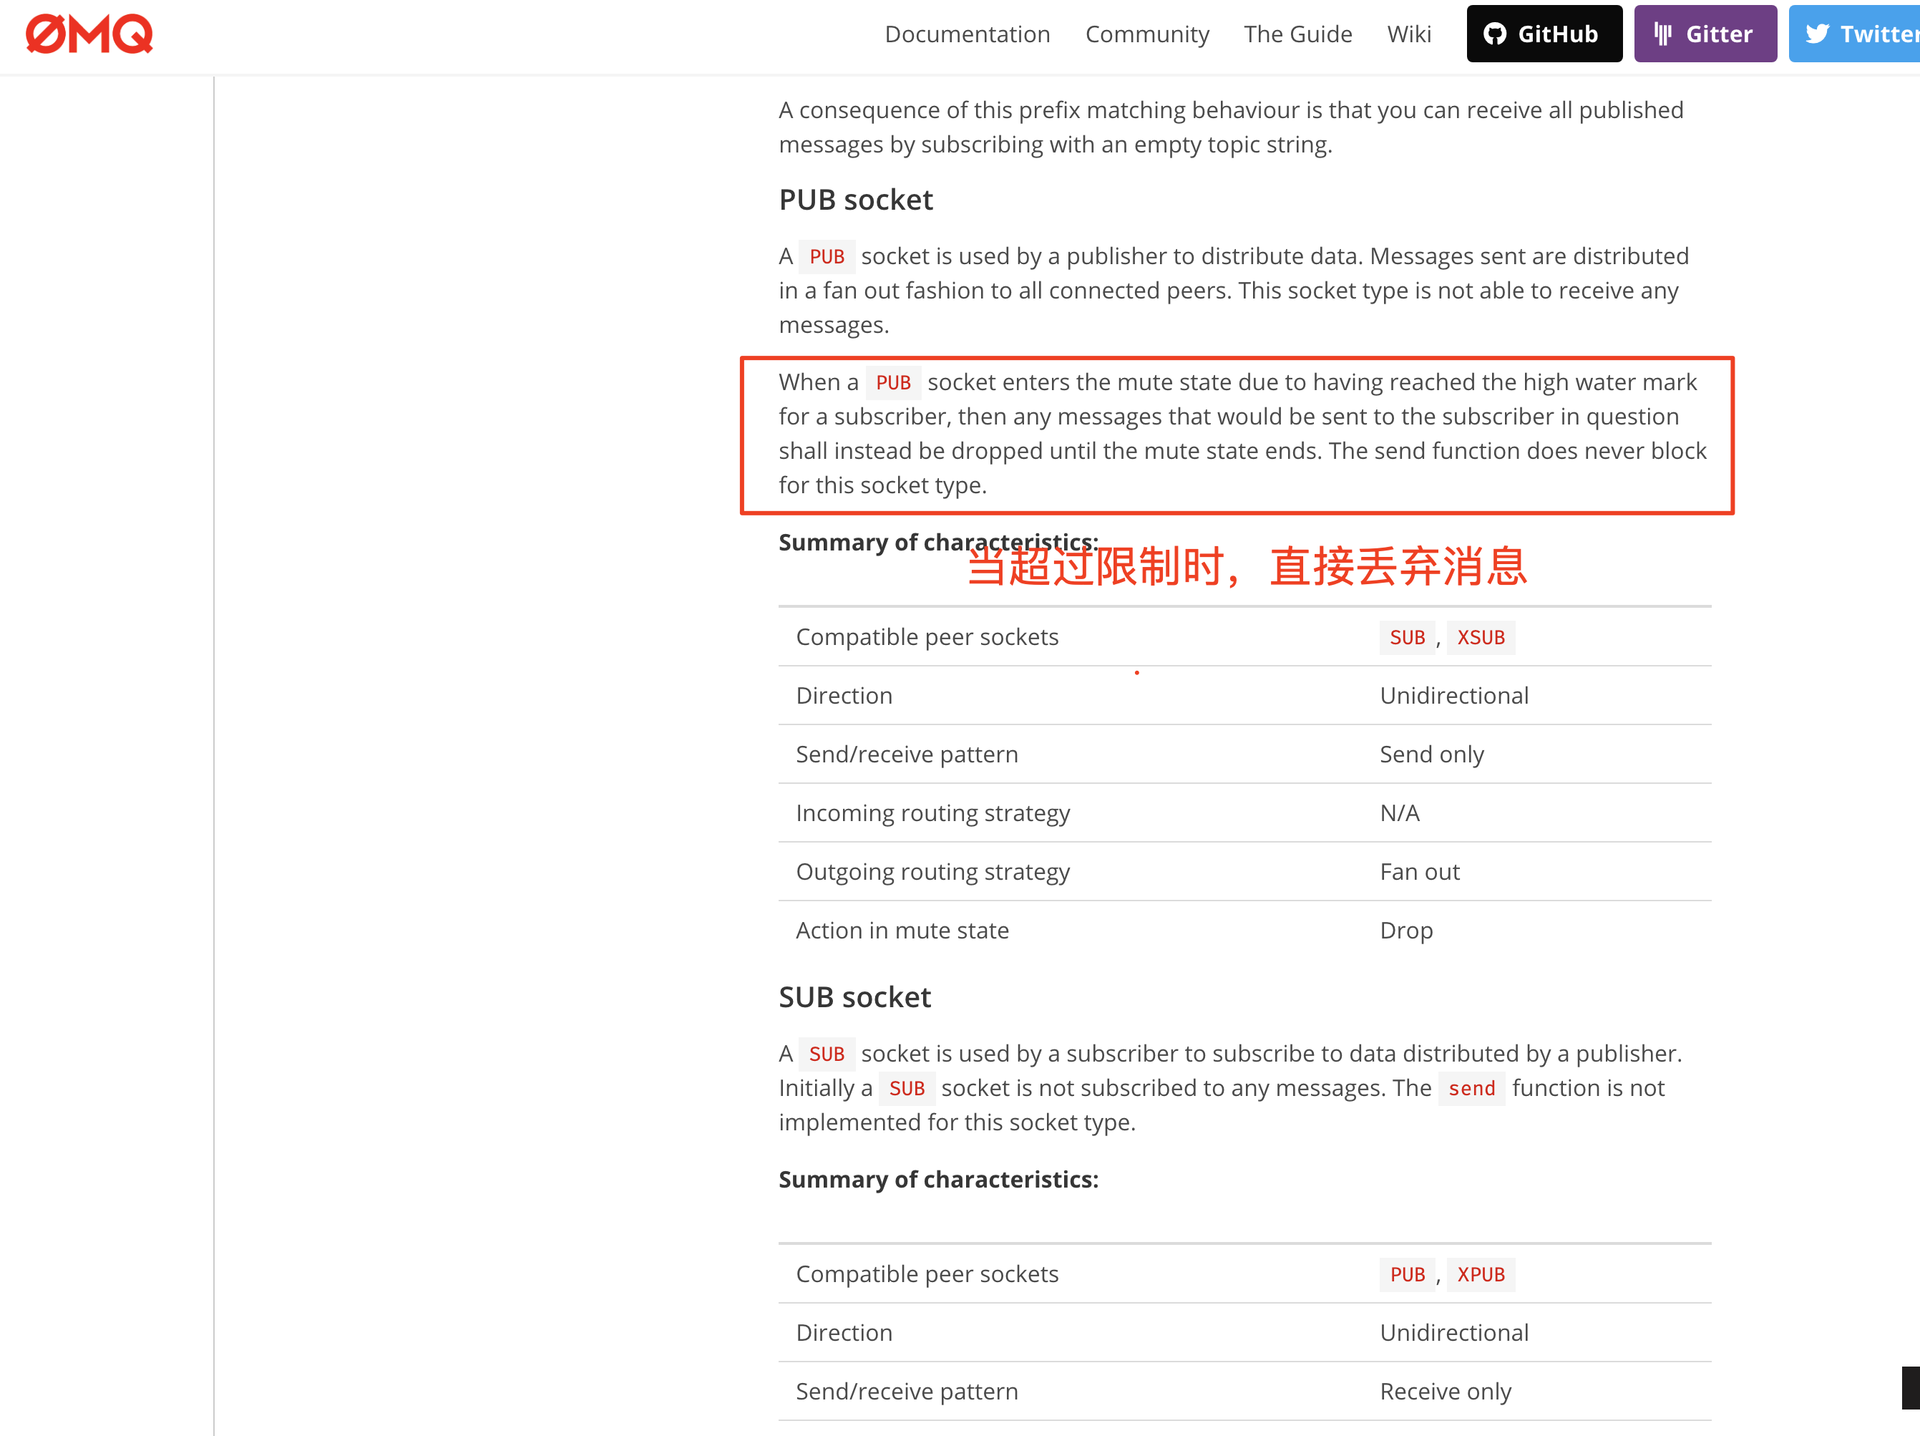 ØMQ
Documentation Community The Guide Wiki GitHub Gitter Twitter
A consequence of this prefix matching behaviour is that you can receive all published
messages by subscribing with an empty topic string.
PUB socket
A PUB socket is used by a publisher to distribute data. Messages sent are distributed
in a fan out fashion to all connected peers. This socket type is not able to receive any
messages.
When a PUB socket enters the mute state due to having reached the high water mark
for a subscriber, then any messages that would be sent to the subscriber in question
shall instead be dropped until the mute state ends. The send function does never block
for this socket type.
Summary of characteristics:
当超过限制时，直接丢弃消息
Compatible peer sockets SUB, XSUB
Direction Unidirectional
Send/receive pattern Send only
Incoming routing strategy N/A
Outgoing routing strategy Fan out
Action in mute state Drop
SUB socket
A SUB socket is used by a subscriber to subscribe to data distributed by a publisher.
Initially a SUB socket is not subscribed to any messages. The send function is not
implemented for this socket type.
Summary of characteristics:
Compatible peer sockets PUB, XPUB
Direction Unidirectional
Send/receive pattern Receive only